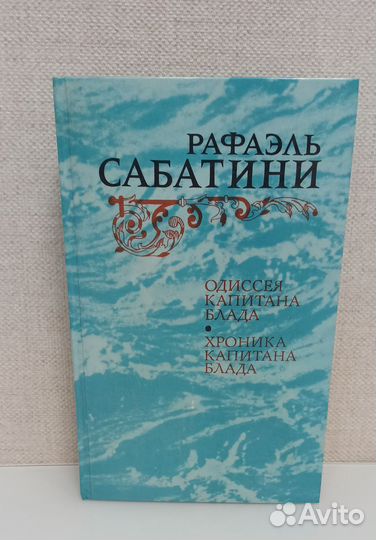 РАФАЭЛЬ
САБАТИНИ
ОДИССЕЯ
КАПИТАНА
БЛАДА
•
ХРОНИКА
КАПИТАНА
БЛАДА
Avito